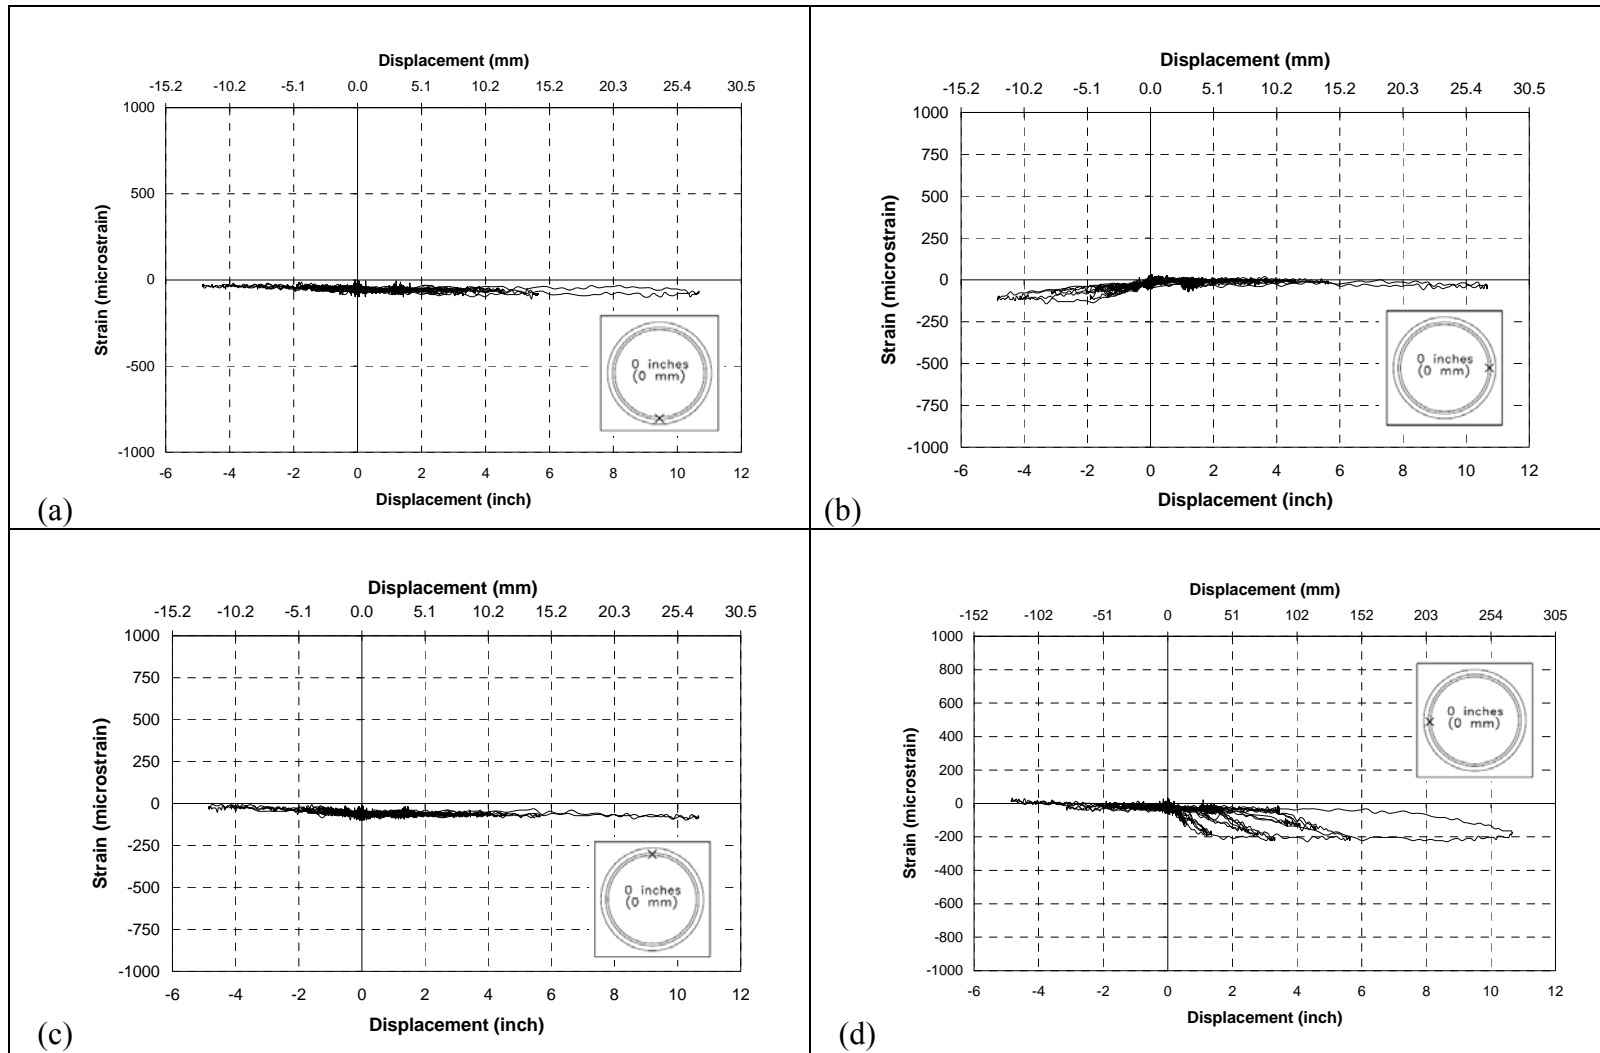 Displacement (mm)
-15.2 -10.2 -5.1 0.0 5.1 10.2 15.2 20.3 25.4 30.5
1000
500
0
-500
-1000
Strain (microstrain)
0 inches
(0 mm)
-6 -4 -2 0 2 4 6 8 10 12
Displacement (inch)
(a)
Displacement (mm)
-15.2 -10.2 -5.1 0.0 5.1 10.2 15.2 20.3 25.4 30.5
1000
750
500
250
0
-250
-500
-750
-1000
Strain (microstrain)
0 inches
(0 mm)
-6 -4 -2 0 2 4 6 8 10 12
Displacement (inch)
(b)
Displacement (mm)
-15.2 -10.2 -5.1 0.0 5.1 10.2 15.2 20.3 25.4 30.5
1000
750
500
250
0
-250
-500
-750
-1000
Strain (microstrain)
0 inches
(0 mm)
-6 -4 -2 0 2 4 6 8 10 12
Displacement (inch)
(c)
Displacement (mm)
-152 -102 -51 0 51 102 152 203 254 305
1000
800
600
400
200
0
-200
-400
-600
-800
-1000
Strain (microstrain)
0 inches
(0 mm)
-6 -4 -2 0 2 4 6 8 10 12
Displacement (inch)
(d)